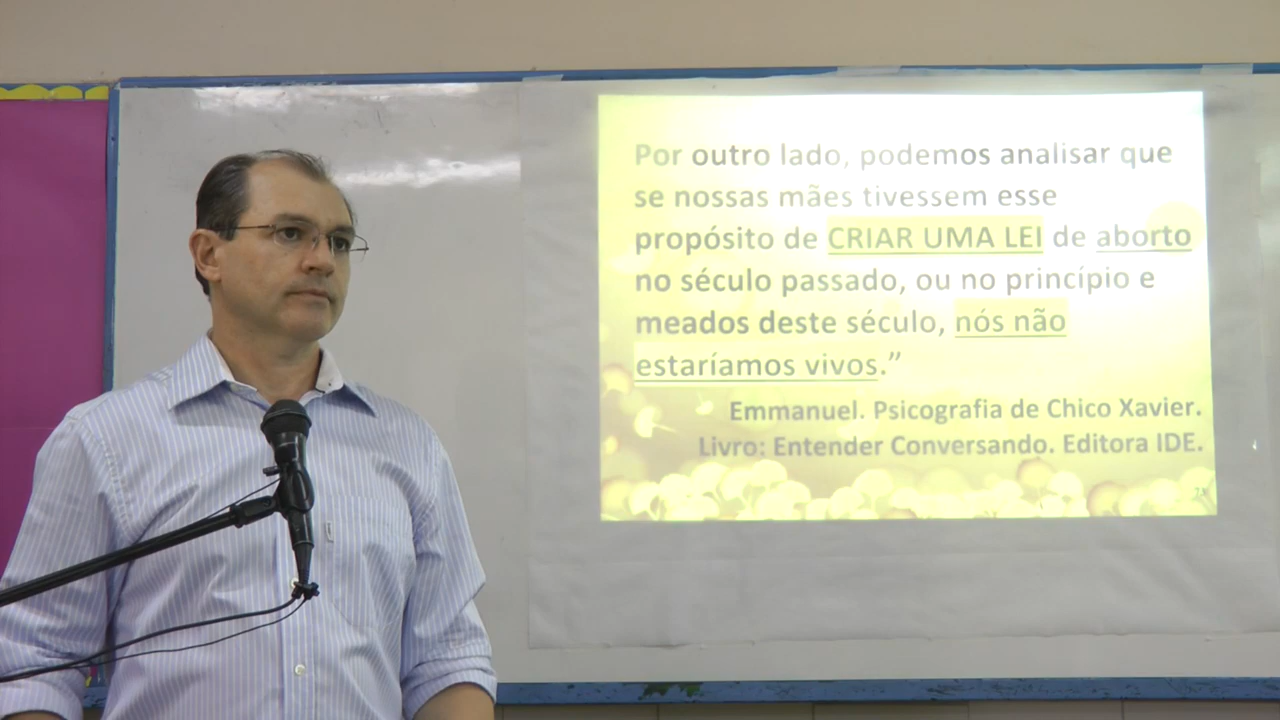 Por outro lado, podemos analisar que
se nossas mães tivessem esse
propósito de CRIAR UMA LEI de aborto
no século passado, ou no princípio e
meados deste século, nós não
estaríamos vivos.”
Emmanuel. Psicografia de Chico Xavier.
Livro: Entender Conversando. Editora IDE.